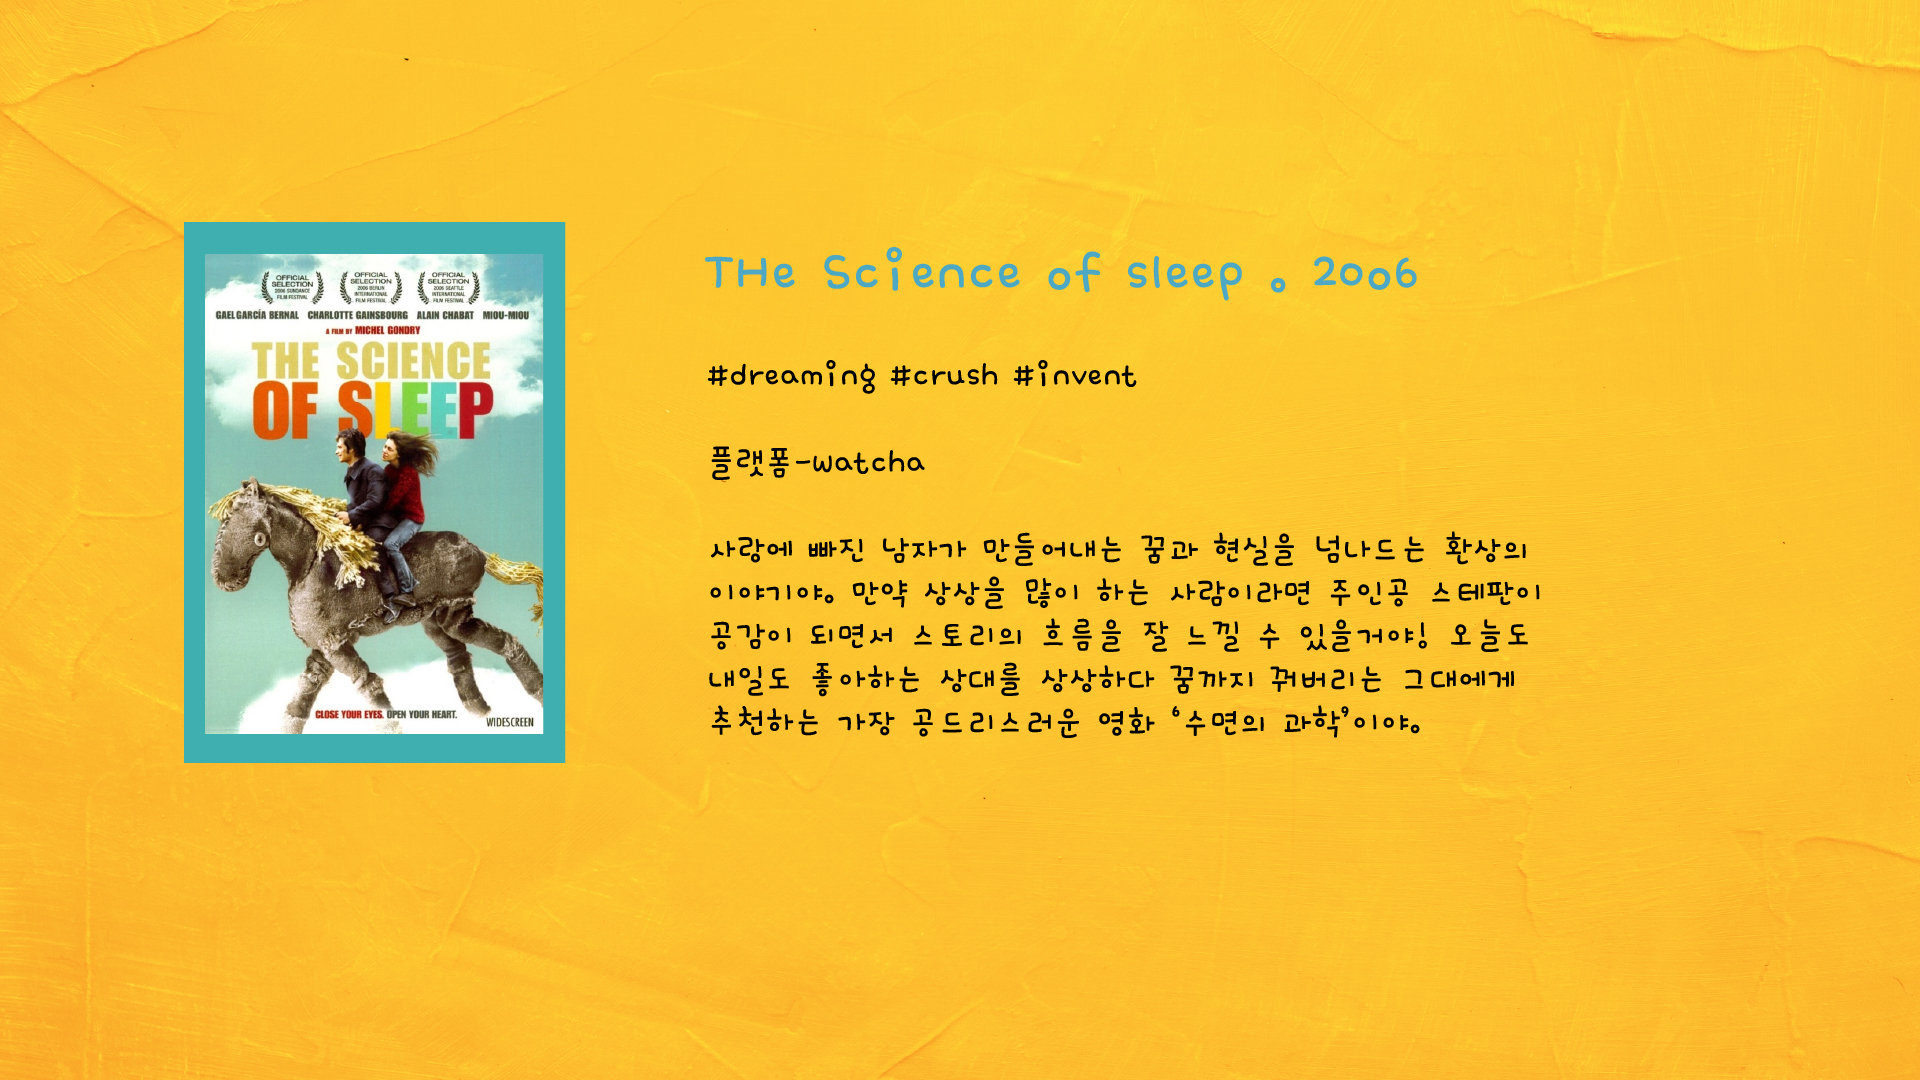 OFFICIAL SELECTION 2006 SUNDANCE FILM FESTIVAL
OFFICIAL SELECTION 2006 BERLIN INTERNATIONAL FILM FESTIVAL
OFFICIAL SELECTION 2006 SEATTLE INTERNATIONAL FILM FESTIVAL
GAEL GARCÍA BERNAL CHARLOTTE GAINSBOURG ALAIN CHABAT MIOU-MIOU
A FILM BY MICHEL GONDRY
THE SCIENCE
OF SLEEP
CLOSE YOUR EYES. OPEN YOUR HEART.
WIDESCREEN
THe Science of sleep . 2006
#dreaming #crush #invent
플랫폼-watcha
사랑에 빠진 남자가 만들어내는 꿈과 현실을 넘나드는 환상의
이야기야. 만약 상상을 많이 하는 사람이라면 주인공 스테판이
공감이 되면서 스토리의 흐름을 잘 느낄 수 있을거야! 오늘도
내일도 좋아하는 상대를 상상하다 꿈까지 꿔버리는 그대에게
추천하는 가장 공드리스러운 영화 ‘수면의 과학’이야.